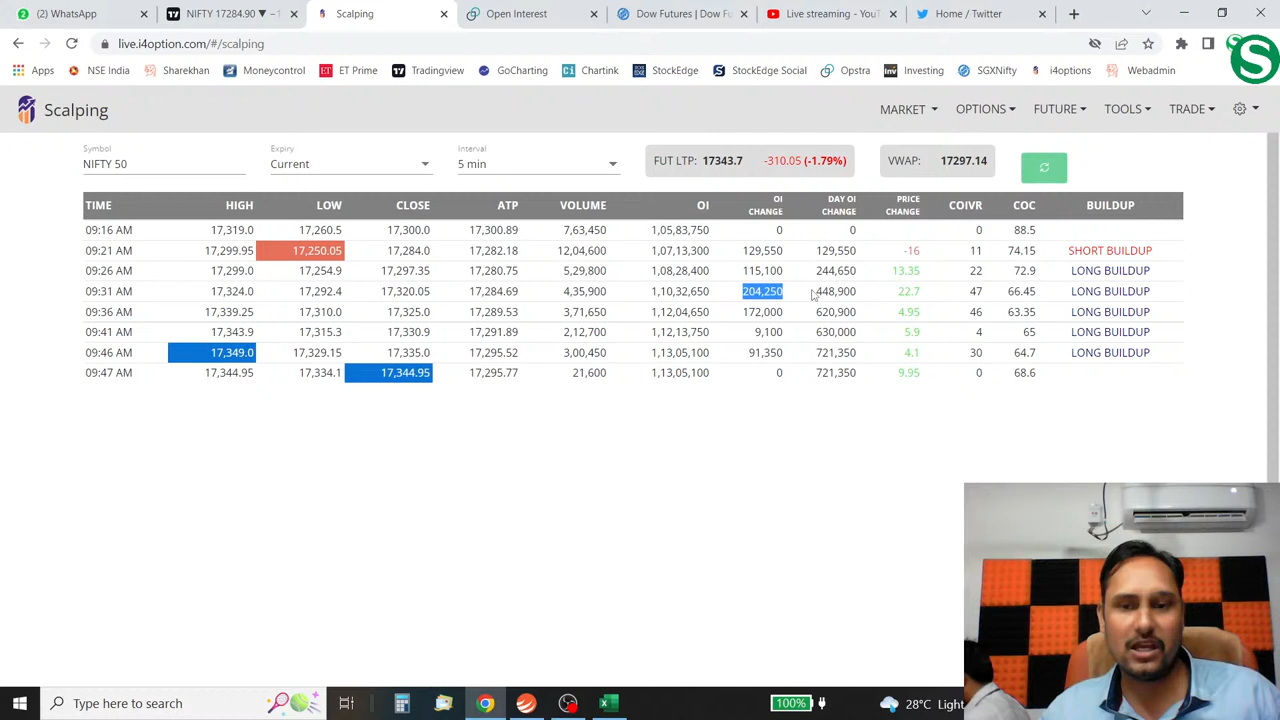 (2) WhatsApp
NIFTY 17284.90 ▼ −1
Scalping
Open Interest
Dow Futures | Dow F
Live streaming - YouT
Home / Twitter
live.i4option.com/#/scalping
Apps NSE India Sharekhan Moneycontrol ET Prime Tradingview GoCharting Chartink StockEdge StockEdge Social Opstra Investing SGXNifty i4options Webadmin
Scalping
MARKET OPTIONS FUTURE TOOLS TRADE
Symbol Expiry Interval
NIFTY 50 Current 5 min
FUT LTP: 17343.7 -310.05 (-1.79%) VWAP: 17297.14
TIME HIGH LOW CLOSE ATP VOLUME OI OI CHANGE DAY OI CHANGE PRICE CHANGE COIVR COC BUILDUP
09:16 AM 17,319.0 17,260.5 17,300.0 17,300.89 7,63,450 1,05,83,750 0 0 0 88.5
09:21 AM 17,299.95 17,250.05 17,284.0 17,282.18 12,04,600 1,07,13,300 129,550 129,550 -16 11 74.15 SHORT BUILDUP
09:26 AM 17,299.0 17,254.9 17,297.35 17,280.75 5,29,800 1,08,28,400 115,100 244,650 13.35 22 72.9 LONG BUILDUP
09:31 AM 17,324.0 17,292.4 17,320.05 17,284.69 4,35,900 1,10,32,650 204,250 448,900 22.7 47 66.45 LONG BUILDUP
09:36 AM 17,339.25 17,310.0 17,325.0 17,289.53 3,71,650 1,12,04,650 172,000 620,900 4.95 46 63.35 LONG BUILDUP
09:41 AM 17,343.9 17,315.3 17,330.9 17,291.89 2,12,700 1,12,13,750 9,100 630,000 5.9 4 65 LONG BUILDUP
09:46 AM 17,349.0 17,329.15 17,335.0 17,295.52 3,00,450 1,13,05,100 91,350 721,350 4.1 30 64.7 LONG BUILDUP
09:47 AM 17,344.95 17,334.1 17,344.95 17,295.77 21,600 1,13,05,100 0 721,350 9.95 0 68.6
Type here to search
100%
28°C Light